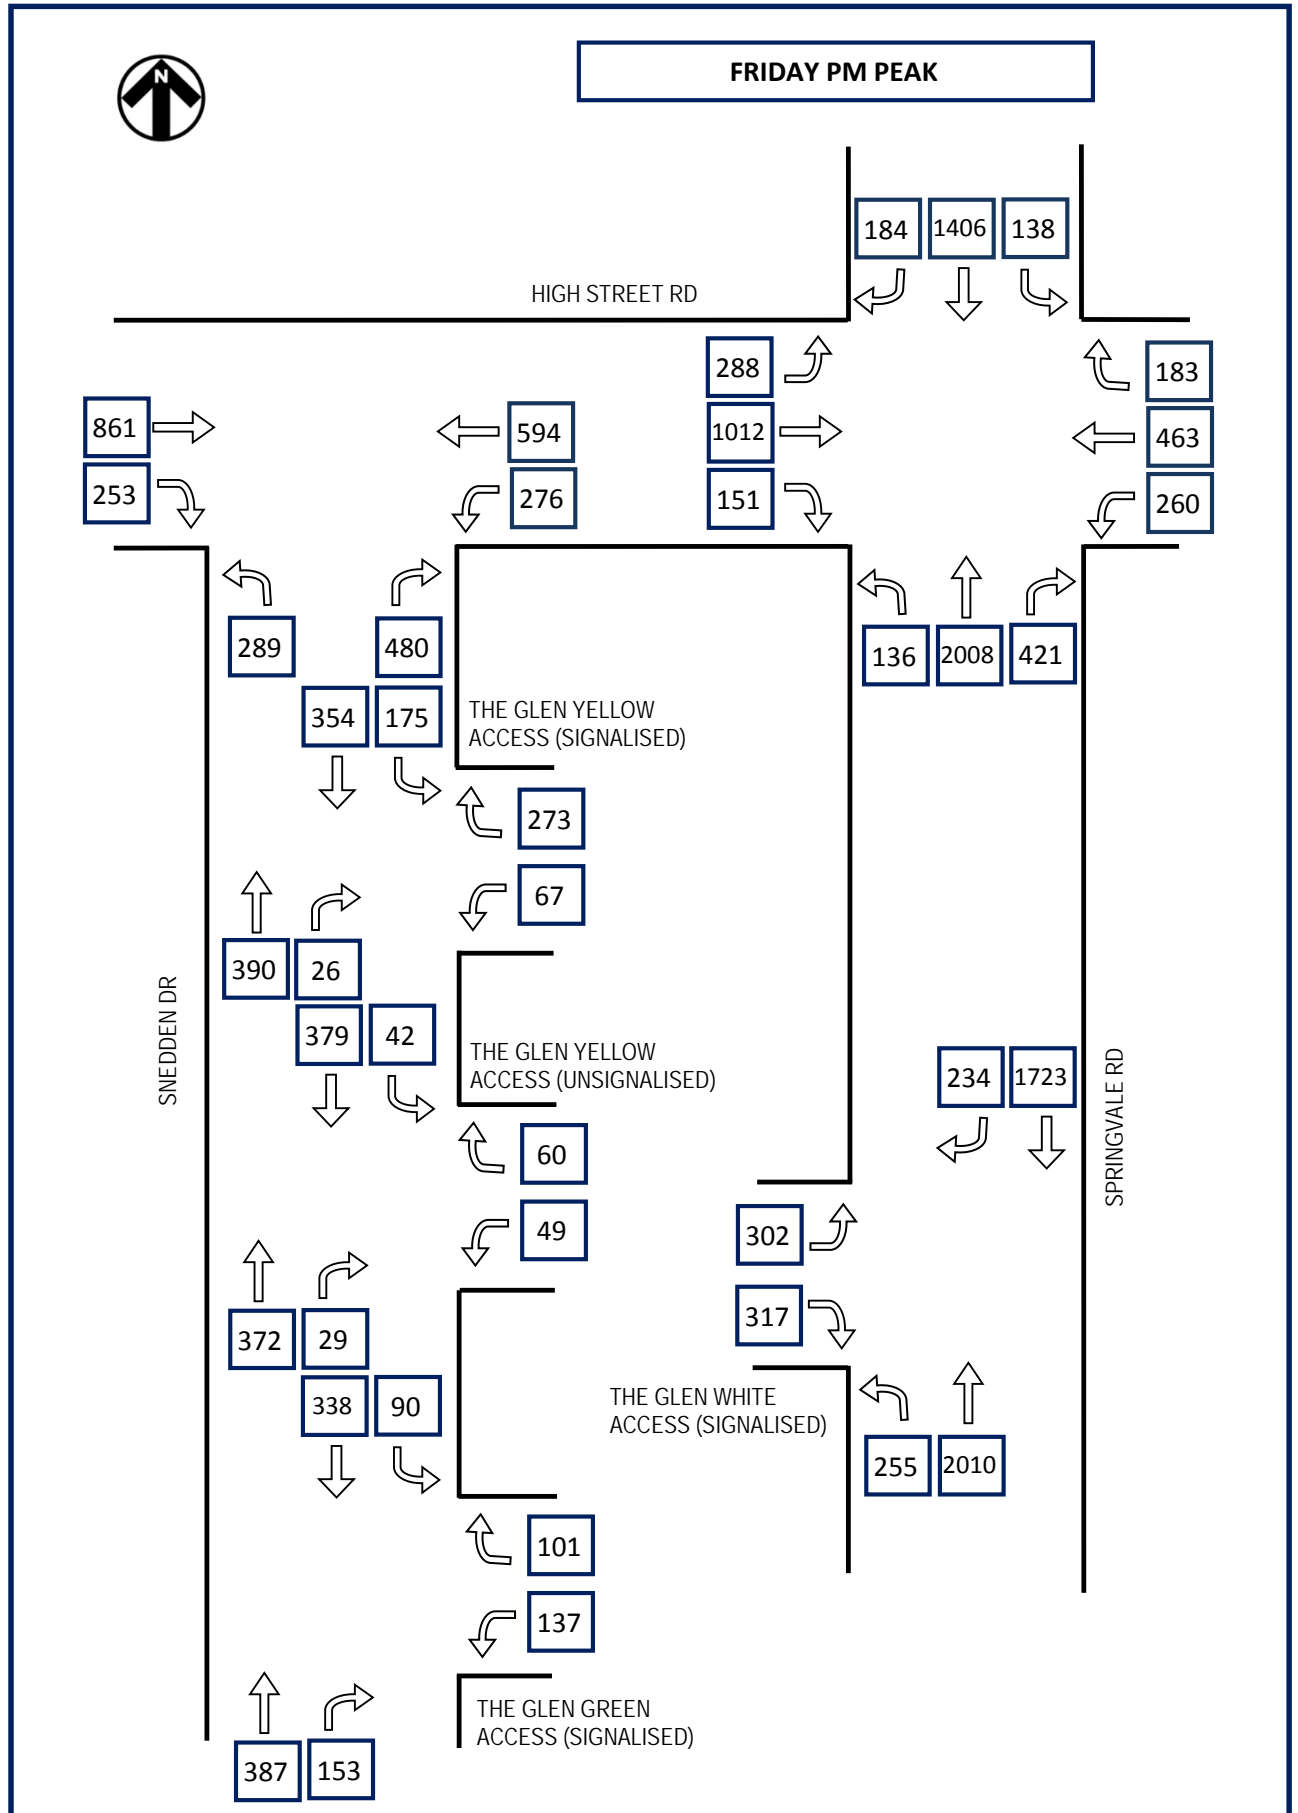 FRIDAY PM PEAK
N
184 1406 138
HIGH STREET RD
288
183
861
594
1012
463
253
276
151
260
289
480
136 2008 421
354 175
THE GLEN YELLOW
ACCESS (SIGNALISED)
273
67
390 26
379 42
SNEDDEN DR
THE GLEN YELLOW
ACCESS (UNSIGNALISED)
234 1723
SPRINGVALE RD
60
49
302
372 29
317
338 90
THE GLEN WHITE
ACCESS (SIGNALISED)
255 2010
101
137
THE GLEN GREEN
ACCESS (SIGNALISED)
387 153